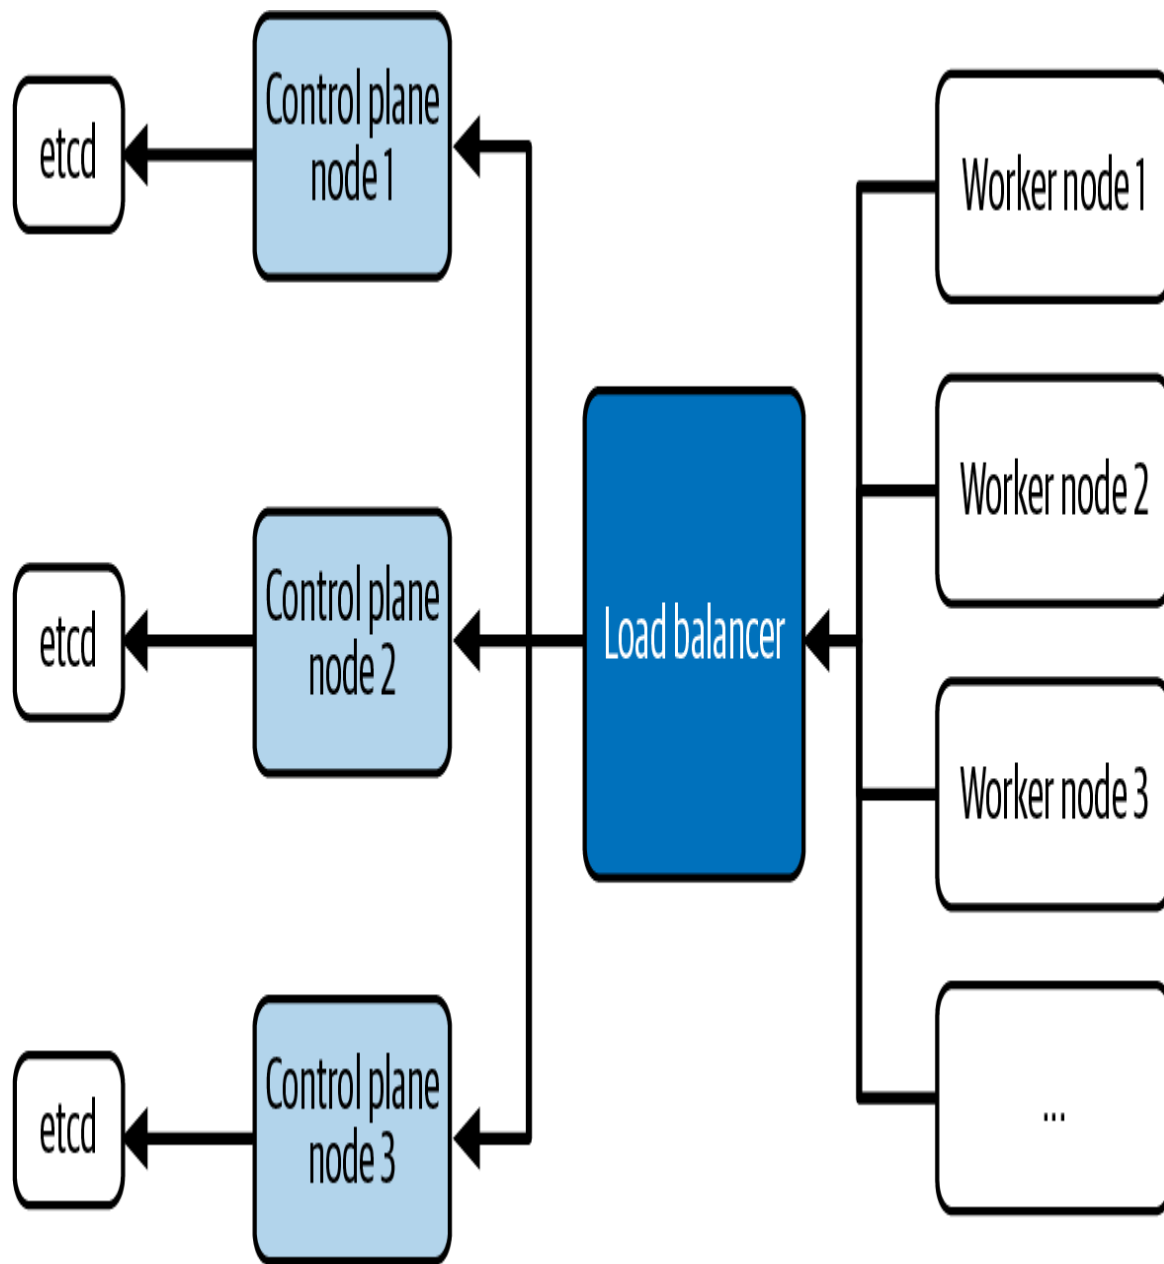 etcd
Control plane
node 1
etcd
Control plane
node 2
etcd
Control plane
node 3
Load balancer
Worker node 1
Worker node 2
Worker node 3
...